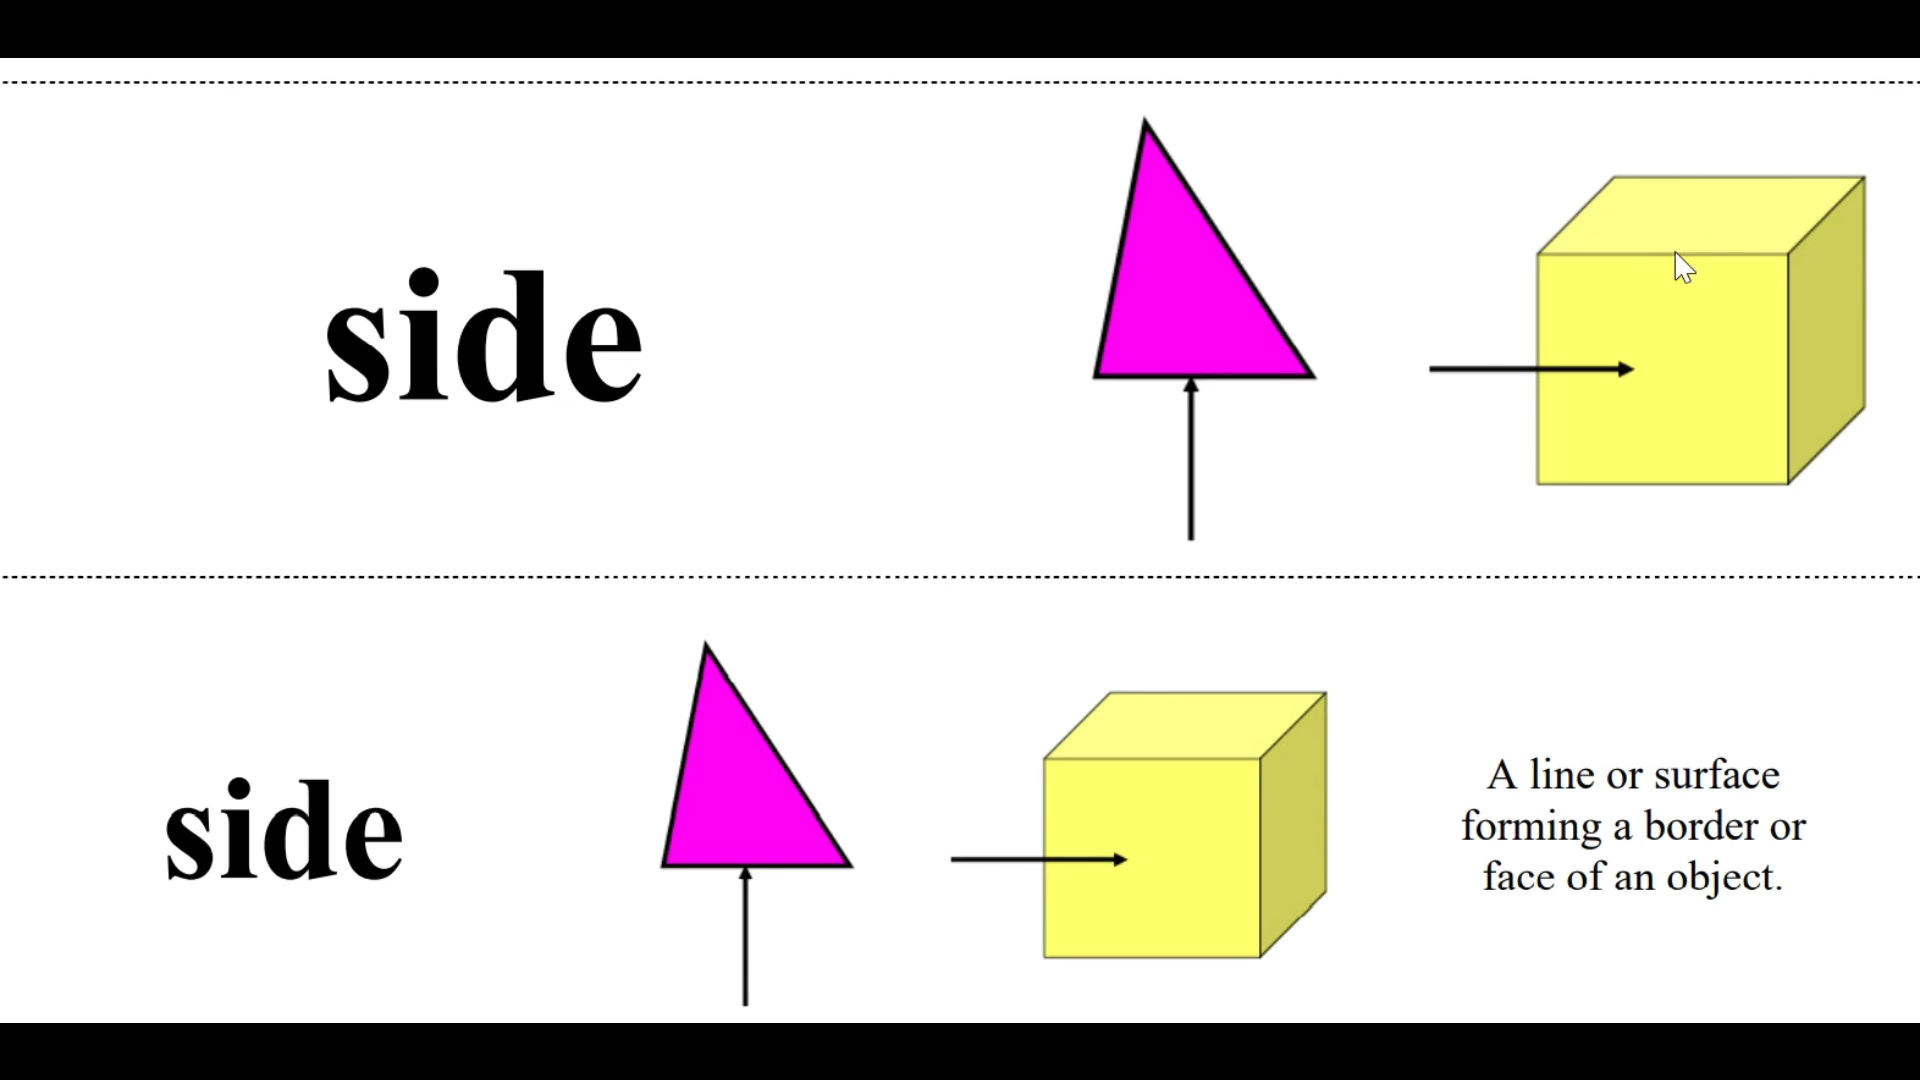 side
side
A line or surface
forming a border or
face of an object.